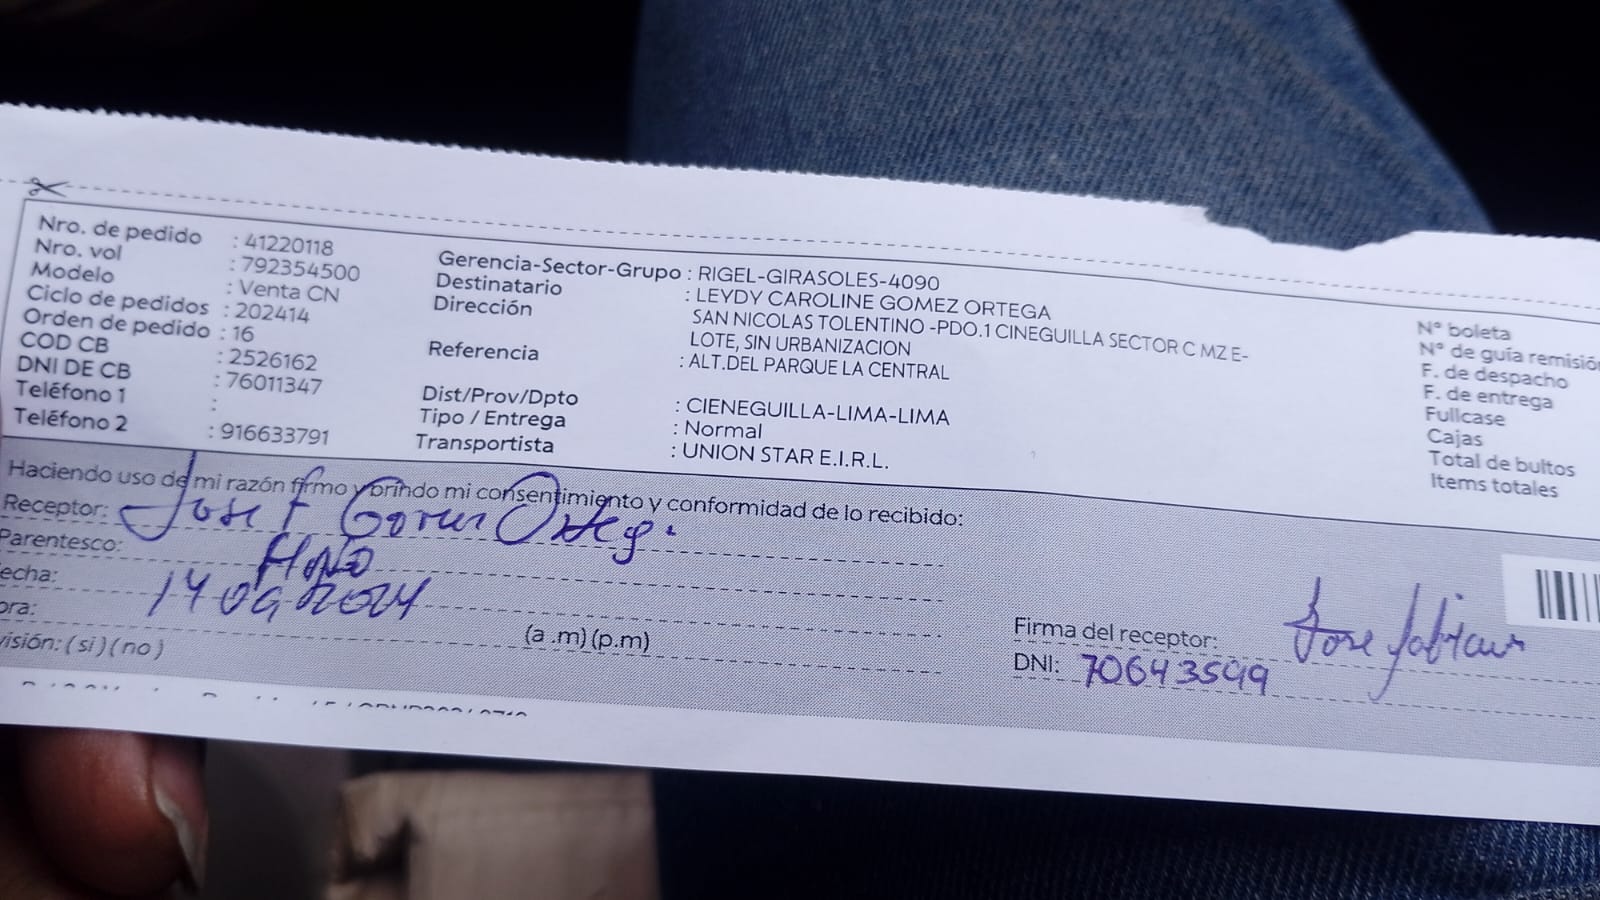 Nro. de pedido : 41220118
Nro. vol : 792354500
Modelo : Venta CN
Ciclo de pedidos : 202414
Orden de pedido : 16
COD CB : 2526162
DNI DE CB : 76011347
Teléfono 1 :
Teléfono 2 : 916633791
Gerencia-Sector-Grupo : RIGEL-GIRASOLES-4090
Destinatario : LEYDY CAROLINE GOMEZ ORTEGA
Dirección SAN NICOLAS TOLENTINO -PDO.1 CINEGUILLA SECTOR C MZ E-
LOTE, SIN URBANIZACION
Referencia : ALT.DEL PARQUE LA CENTRAL
Dist/Prov/Dpto : CIENEGUILLA-LIMA-LIMA
Tipo / Entrega : Normal
Transportista : UNION STAR E.I.R.L.
N° boleta
N° de guía remisió
F. de despacho
F. de entrega
Fullcase
Cajas
Total de bultos
Items totales
Haciendo uso de mi razón firmo y brindo mi consentimiento y conformidad de lo recibido:
Receptor: Jose F
Parentesco:
echa: 14 09 2024
ora: (a .m) (p.m)
visión: ( si ) ( no )
Firma del receptor: Jose
DNI: 70643599